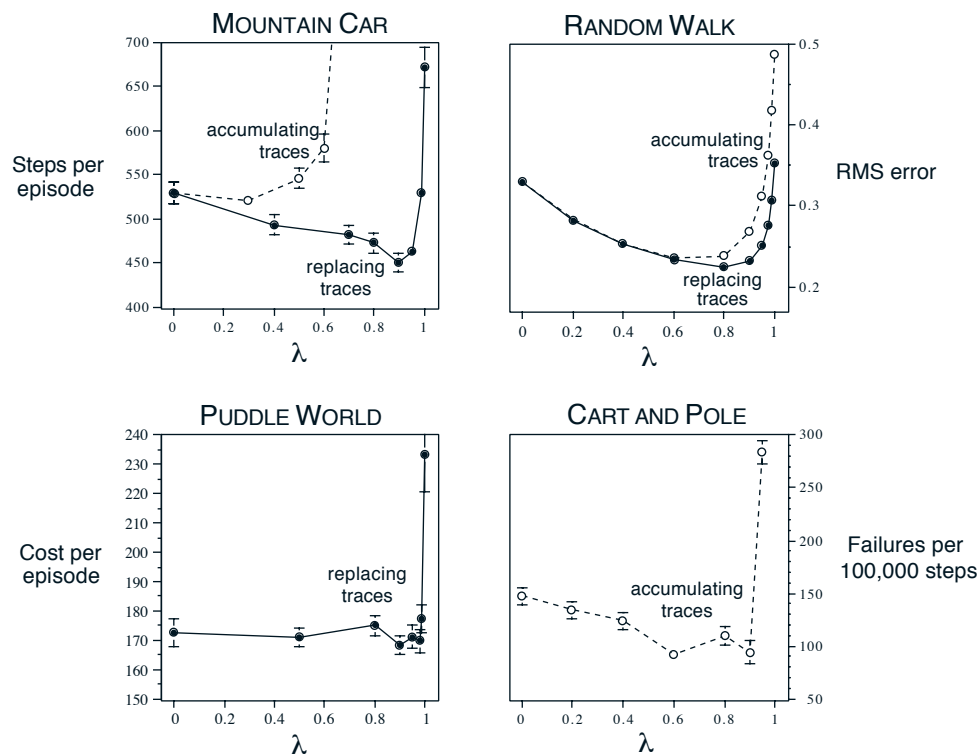 MOUNTAIN CAR
700
650
600
550
500
450
400
Steps per
episode
accumulating
traces
replacing
traces
0
0.2
0.4
0.6
0.8
1
λ
RANDOM WALK
0.5
0.4
0.3
0.2
RMS error
accumulating
traces
replacing
traces
0
0.2
0.4
0.6
0.8
1
λ
PUDDLE WORLD
240
230
220
210
200
190
180
170
160
150
Cost per
episode
replacing
traces
0
0.2
0.4
0.6
0.8
1
λ
CART AND POLE
300
250
200
150
100
50
Failures per
100,000 steps
accumulating
traces
0
0.2
0.4
0.6
0.8
1
λ